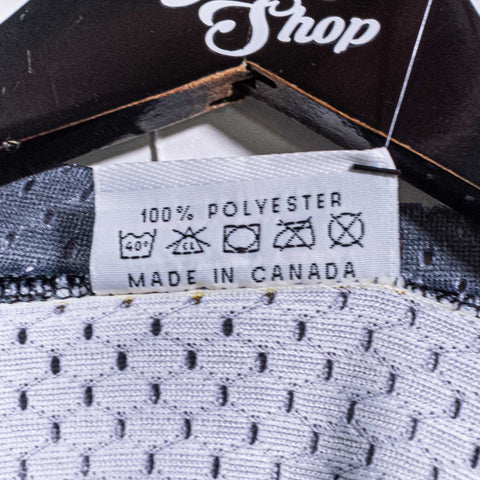 Shop
100% POLYESTER
40° CL
MADE IN CANADA